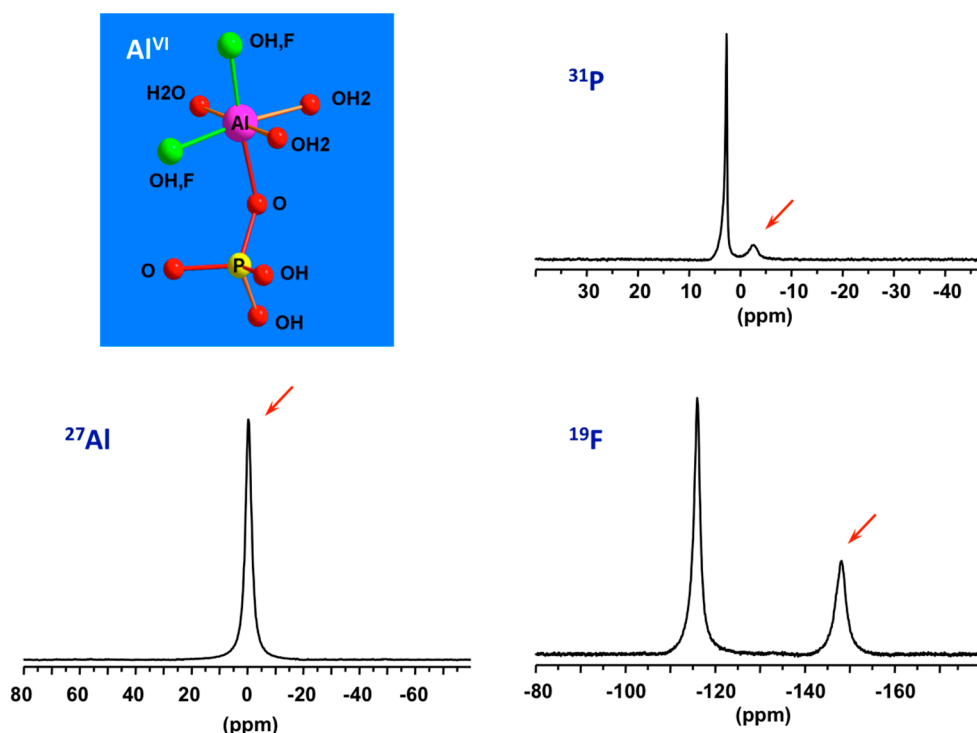 Al^VI
OH,F
H2O
OH2
Al
OH2
OH,F
O
O
P
OH
OH
³¹P
30 20 10 0 -10 -20 -30 -40
(ppm)
²⁷Al
80 60 40 20 0 -20 -40 -60
(ppm)
¹⁹F
-80 -100 -120 -140 -160
(ppm)